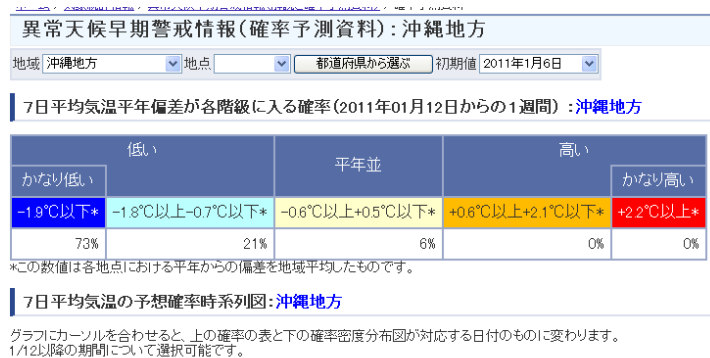 異常天候早期警戒情報(確率予測資料):沖縄地方
地域 沖縄地方 地点 都道府県から選ぶ 初期値 2011年1月6日
7日平均気温平年偏差が各階級に入る確率(2011年01月12日からの1週間) :沖縄地方
低い 平年並 高い
かなり低い かなり高い
-1.9℃以下* -1.8℃以上-0.7℃以下* -0.6℃以上+0.5℃以下* +0.6℃以上+2.1℃以下* +2.2℃以上*
73% 21% 6% 0% 0%
*この数値は各地点における平年からの偏差を地域平均したものです。
7日平均気温の予想確率時系列図:沖縄地方
グラフにカーソルを合わせると、上の確率の表と下の確率密度分布図が対応する日付のものに変わります。
1/12以降の期間について選択可能です。